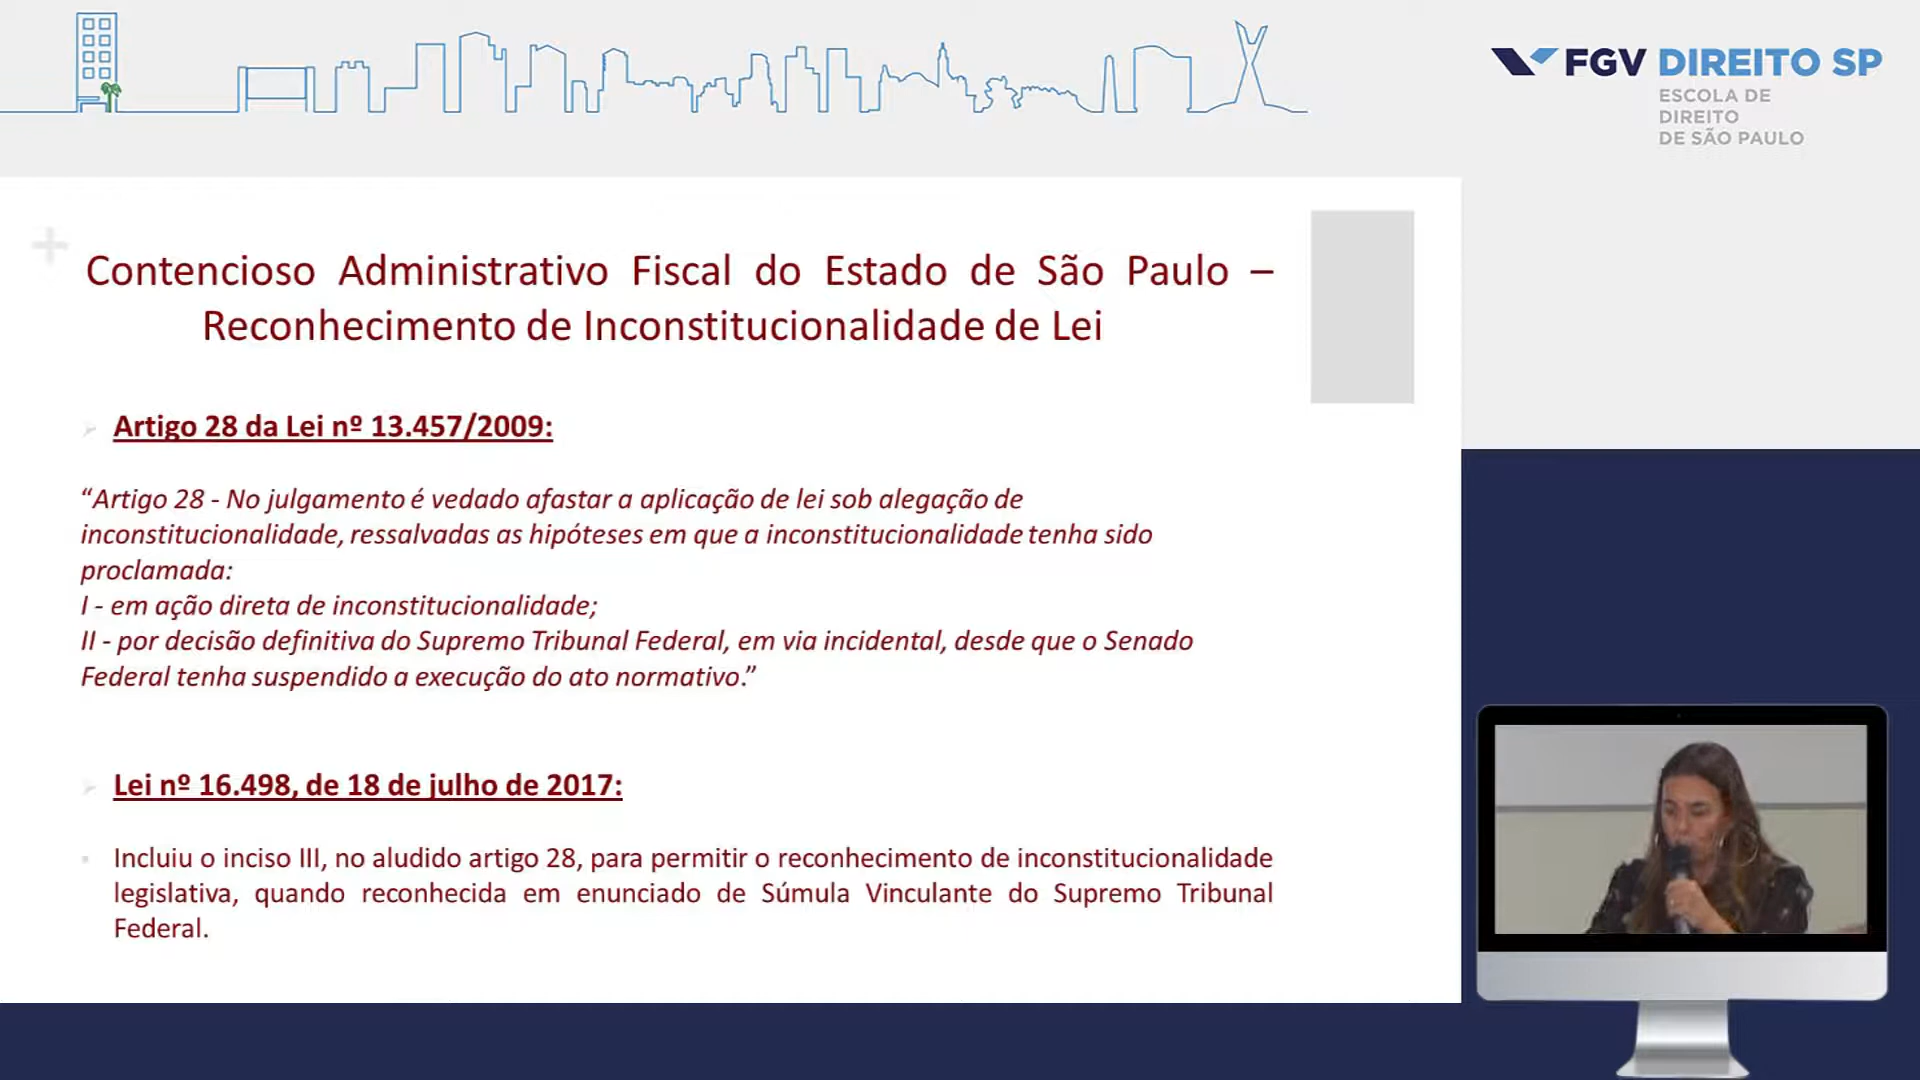 FGV DIREITO SP
ESCOLA DE
DIREITO
DE SÃO PAULO
Contencioso Administrativo Fiscal do Estado de São Paulo –
Reconhecimento de Inconstitucionalidade de Lei
Artigo 28 da Lei nº 13.457/2009:
“Artigo 28 - No julgamento é vedado afastar a aplicação de lei sob alegação de
inconstitucionalidade, ressalvadas as hipóteses em que a inconstitucionalidade tenha sido
proclamada:
I - em ação direta de inconstitucionalidade;
II - por decisão definitiva do Supremo Tribunal Federal, em via incidental, desde que o Senado
Federal tenha suspendido a execução do ato normativo.”
Lei nº 16.498, de 18 de julho de 2017:
Incluiu o inciso III, no aludido artigo 28, para permitir o reconhecimento de inconstitucionalidade
legislativa, quando reconhecida em enunciado de Súmula Vinculante do Supremo Tribunal
Federal.